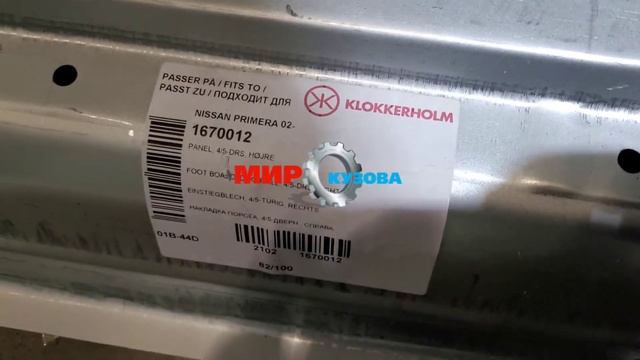 PASSER PÅ / FITS TO /
PASST ZU / ПОДХОДИТ ДЛЯ
KLOKKERHOLM
NISSAN PRIMERA 02-
1670012
PANEL, 4/5-DRS. HØJRE
МИР КУЗОВА
FOOT BOARD
EINSTIEGBLECH, 4/5-TÜRIG, RECHTS
НАКЛАДКА ПОРОГА, 4/5 ДВЕРН., СПРАВА
01B-44D
2102 1670012
82/100